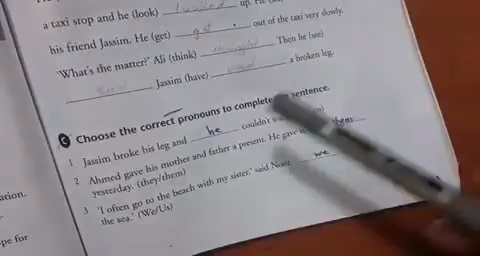 a taxi stop and he (look) looked up. He
his friend Jassim. He (get) got out of the taxi very slowly.
'What's the matter?' Ali (think) thought Then he (see)
Jassim (have) a broken leg.
C Choose the correct pronouns to complete sentence.
1 Jassim broke his leg and he couldn't
2 Ahmed gave his mother and father a present. He gave them
yesterday. (they/them)
3 'I often go to the beach with my sister,' said Noor. we
the sea.' (We/Us)
ation.
pe for